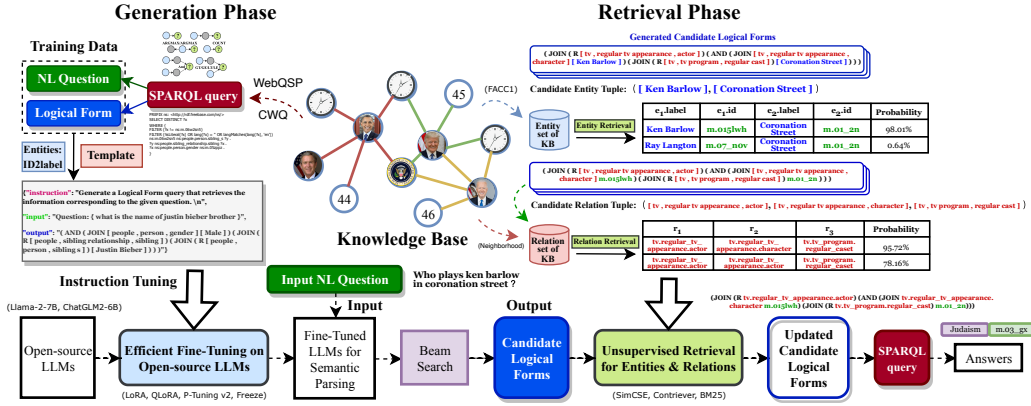 Generation Phase
Retrieval Phase
Training Data
NL Question
Logical Form
SPARQL query
ARGMAX
ARGMAX
COUNT
WebQSP
CWQ
Entities:
ID2label
Template
{"instruction": "Generate a Logical Form query that retrieves the
information corresponding to the given question. \n",
"input": "Question: { what is the name of justin bieber brother }",
"output": "( AND ( JOIN [ people , person , gender ] [ Male ] ) ( JOIN (
R [ people , sibling relationship , sibling ] ) ( JOIN ( R [ people ,
person , sibling s ] ) [ Justin Bieber ] ) ) )"}
45
44
46
Knowledge Base
(FACC1)
(Neighborhood)
Entity
set of
KB
Entity Retrieval
Relation
set of
KB
Relation Retrieval
Generated Candidate Logical Forms
( JOIN ( R [ tv , regular tv appearance , actor ] ) ( AND ( JOIN [ tv , regular tv appearance ,
character ] [ Ken Barlow ] ) ( JOIN ( R [ tv , tv program , regular cast ] ) [ Coronation Street ] ) ) )
Candidate Entity Tuple: ( [ Ken Barlow ], [ Coronation Street ] )
e1.label e1.id e2.label e2.id Probability
Ken Barlow m.015lwh Coronation Street m.01_2n 98.01%
Ray Langton m.07_nov Coronation Street m.01_2n 0.64%
( JOIN ( R [ tv , regular tv appearance , actor ] ) ( AND ( JOIN [ tv , regular tv appearance ,
character ] m.015lwh ) ( JOIN ( R [ tv , tv program , regular cast ] ) m.01_2n ) ) )
Candidate Relation Tuple: ( [ tv , regular tv appearance , actor ], [ tv , regular tv appearance , character ], [ tv , tv program , regular cast ] )
r1 r2 r3 Probability
tv.regular_tv_appearance.actor tv.regular_tv_appearance.character tv.tv_program.regular_caset 95.72%
tv.regular_tv_appearance.actor tv.regular_tv_appearance.actor tv.tv_program.regular_caset 78.16%
Instruction Tuning
Input NL Question
Who plays ken barlow
in coronation street ?
Input
Output
(JOIN (R tv.regular_tv_appearance.actor) (AND (JOIN tv.regular_tv_appearance.
character m.015lwh) (JOIN (R tv.tv_program.regular_cast) m.01_2n)))
(Llama-2-7B, ChatGLM2-6B)
Open-source
LLMs
Efficient Fine-Tuning on
Open-source LLMs
(LoRA, QLoRA, P-Tuning v2, Freeze)
Fine-Tuned
LLMs for
Semantic
Parsing
Beam
Search
Candidate
Logical
Forms
Unsupervised Retrieval
for Entities & Relations
(SimCSE, Contriever, BM25)
Updated
Candidate
Logical
Forms
SPARQL
query
Judaism
m.03_gx
Answers